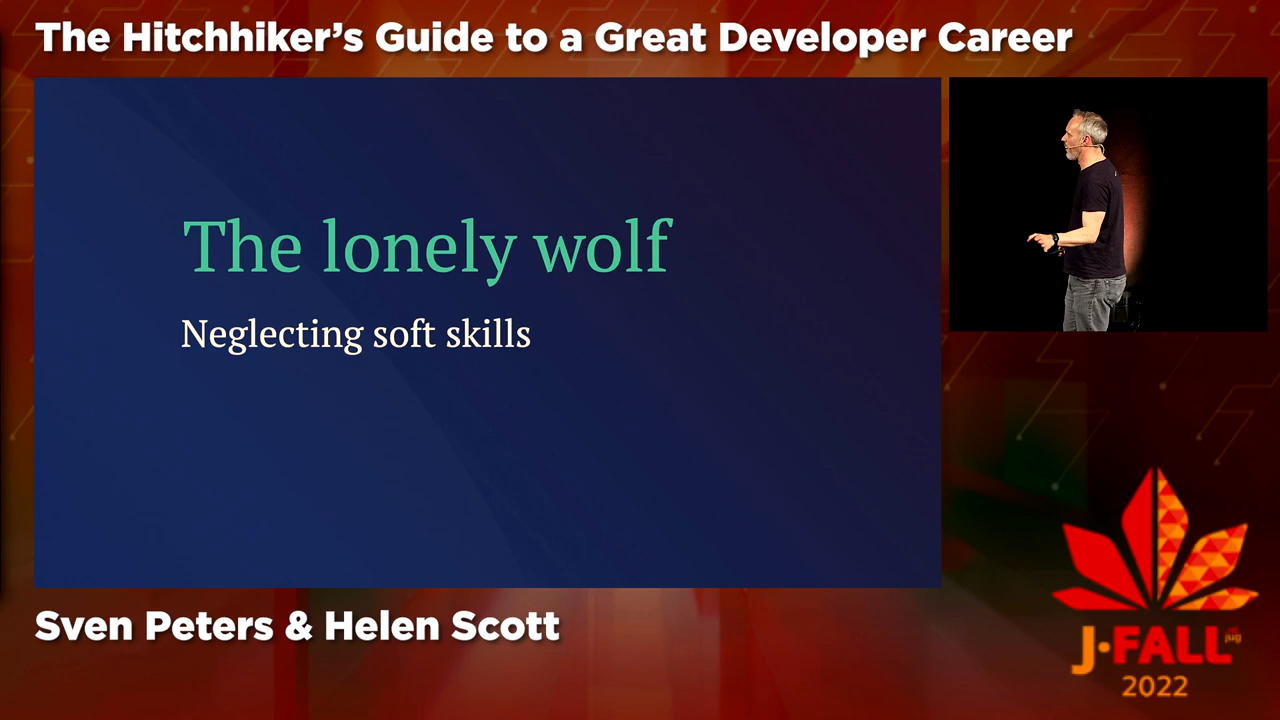 The Hitchhiker's Guide to a Great Developer Career
The lonely wolf
Neglecting soft skills
Sven Peters & Helen Scott
J•FALL
nljug
2022